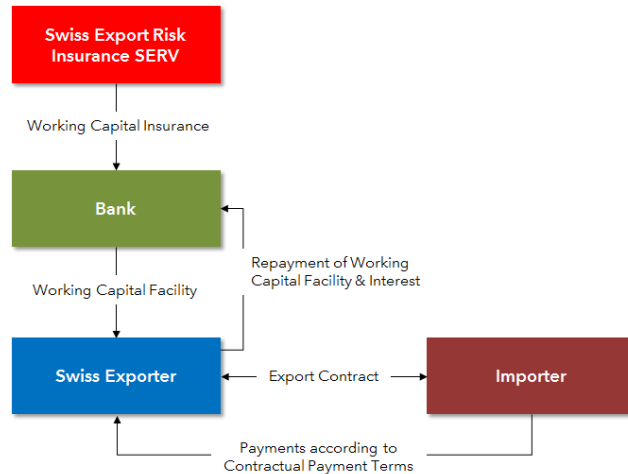 Swiss Export Risk
Insurance SERV
Working Capital Insurance
Bank
Repayment of Working
Capital Facility & Interest
Working Capital Facility
Swiss Exporter
Export Contract
Importer
Payments according to
Contractual Payment Terms